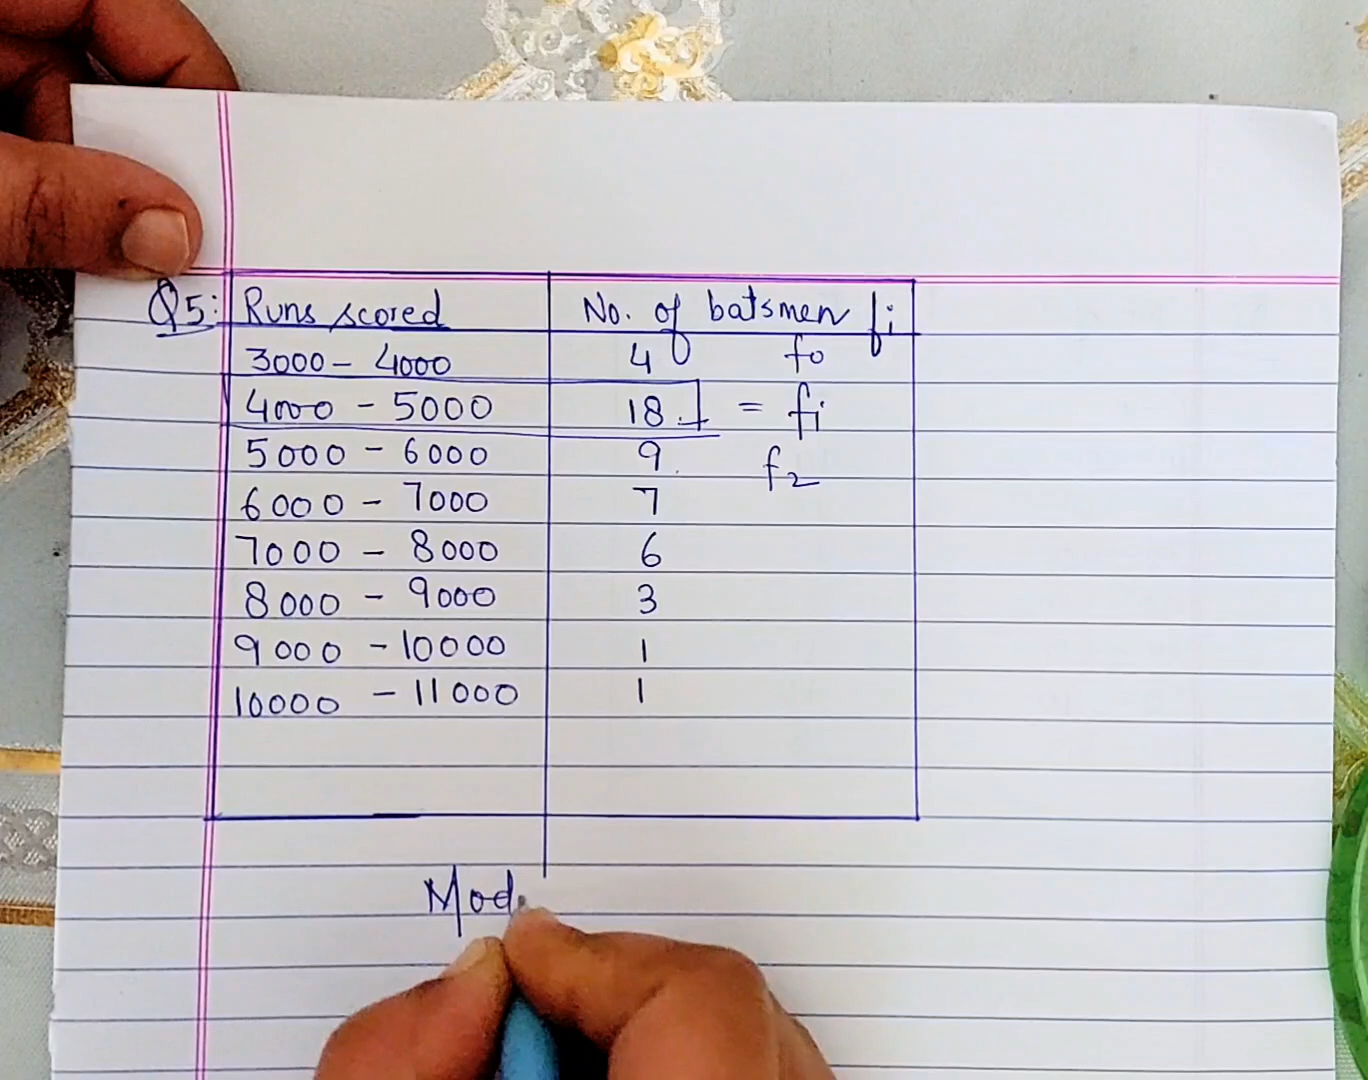 Q5: Runs scored No. of batsmen fi
3000 - 4000 4 f0
4000 - 5000 18 = fi
5000 - 6000 9 f2
6000 - 7000 7
7000 - 8000 6
8000 - 9000 3
9000 - 10000 1
10000 - 11000 1
Mod